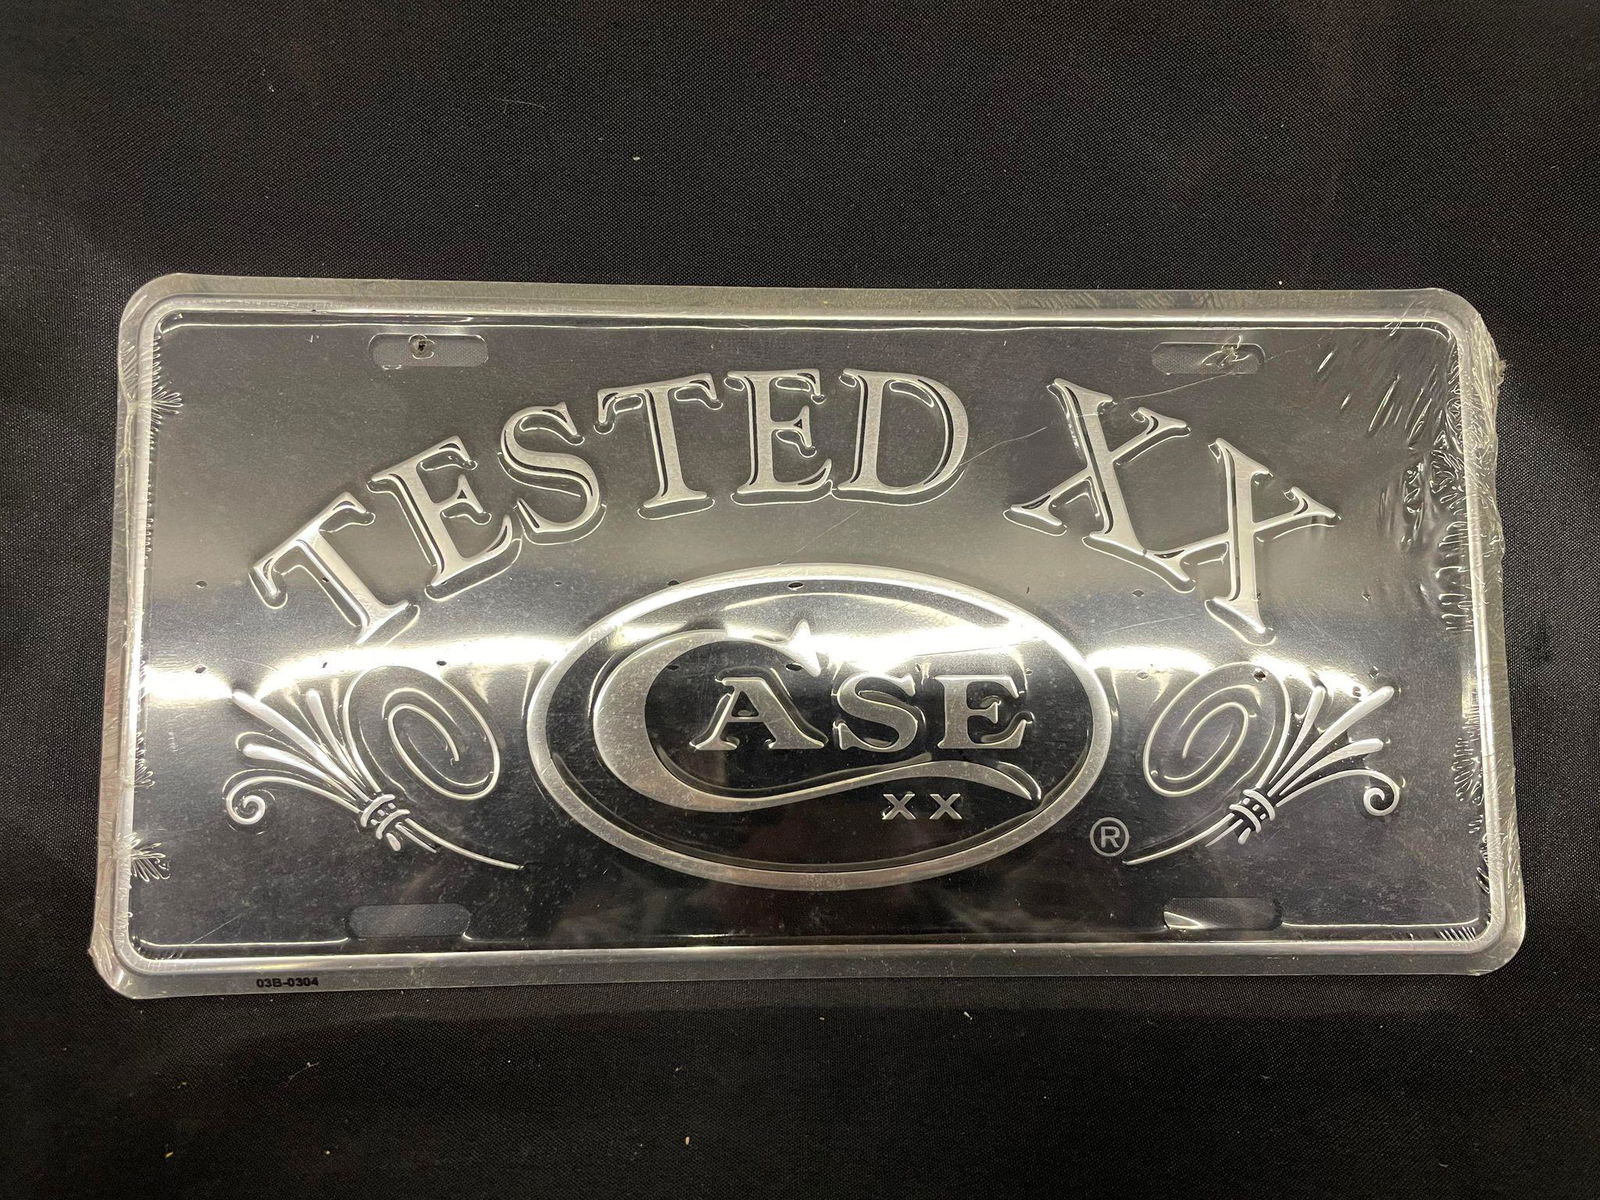 TESTED XX
CASE
XX
®
03B-0304